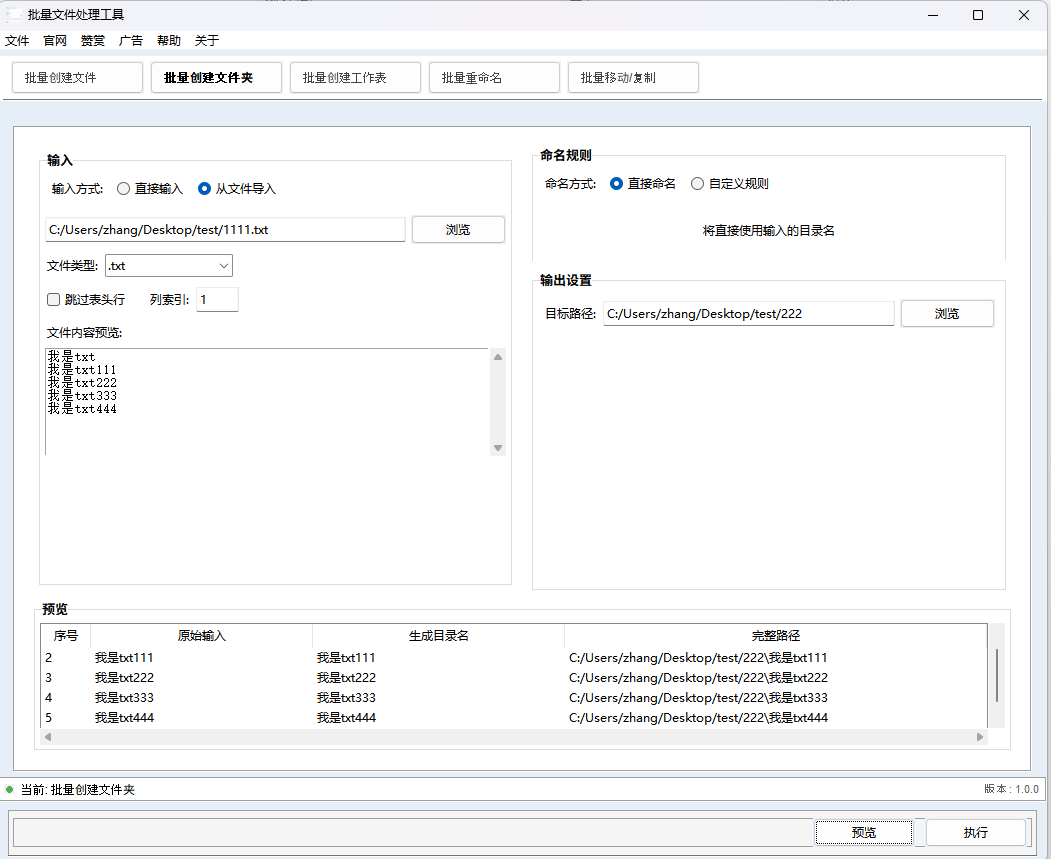 批量文件处理工具
文件 官网 赞赏 广告 帮助 关于
批量创建文件 批量创建文件夹 批量创建工作表 批量重命名 批量移动/复制
输入
输入方式: 直接输入 从文件导入
C:/Users/zhang/Desktop/test/1111.txt 浏览
文件类型: .txt
跳过表头行 列索引: 1
文件内容预览:
我是txt
我是txt111
我是txt222
我是txt333
我是txt444
命名规则
命名方式: 直接命名 自定义规则
将直接使用输入的目录名
输出设置
目标路径: C:/Users/zhang/Desktop/test/222 浏览
预览
序号 原始输入 生成目录名 完整路径
2 我是txt111 我是txt111 C:/Users/zhang/Desktop/test/222\我是txt111
3 我是txt222 我是txt222 C:/Users/zhang/Desktop/test/222\我是txt222
4 我是txt333 我是txt333 C:/Users/zhang/Desktop/test/222\我是txt333
5 我是txt444 我是txt444 C:/Users/zhang/Desktop/test/222\我是txt444
当前: 批量创建文件夹 版本 : 1.0.0
预览 执行